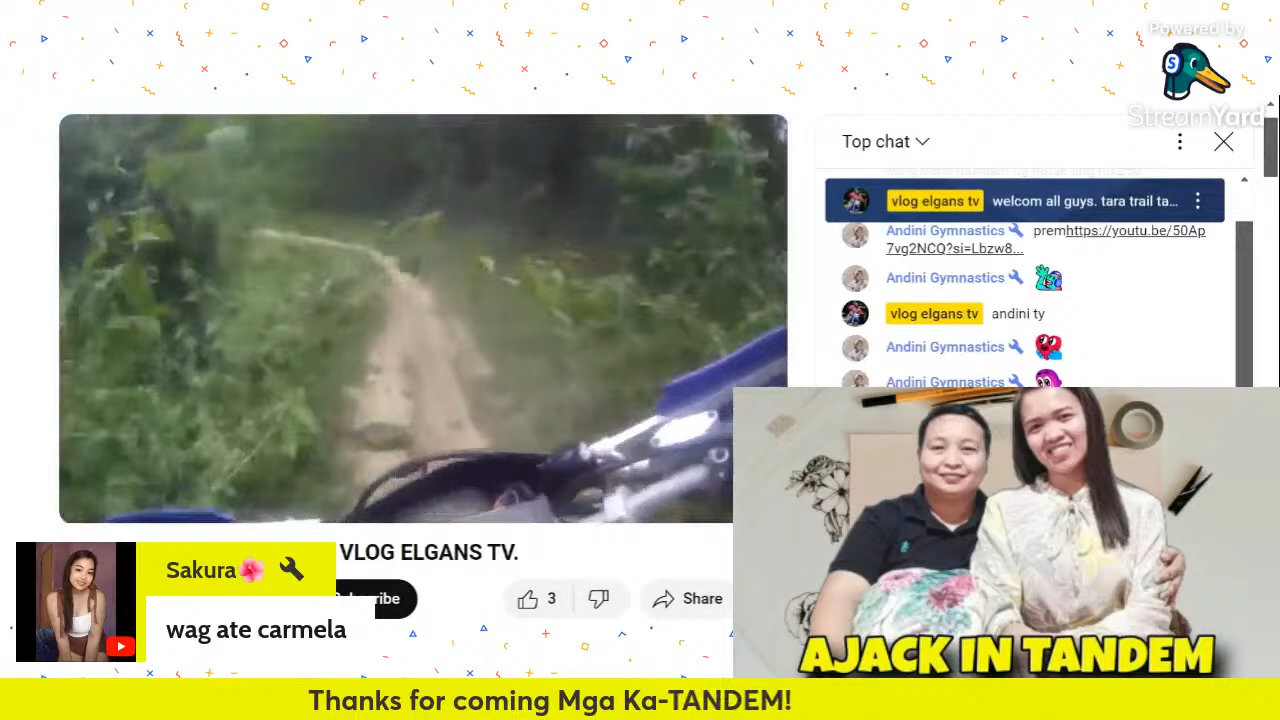 Powered by
StreamYard
Top chat
vlog elgans tv welcom all guys. tara trail ta...
Andini Gymnastics premhttps://youtu.be/50Ap
7vg2NCQ?si=Lbzw8...
Andini Gymnastics
vlog elgans tv andini ty
Andini Gymnastics
Andini Gymnastics
VLOG ELGANS TV.
3
Share
Sakura
wag ate carmela
AJACK IN TANDEM
Thanks for coming Mga Ka-TANDEM!